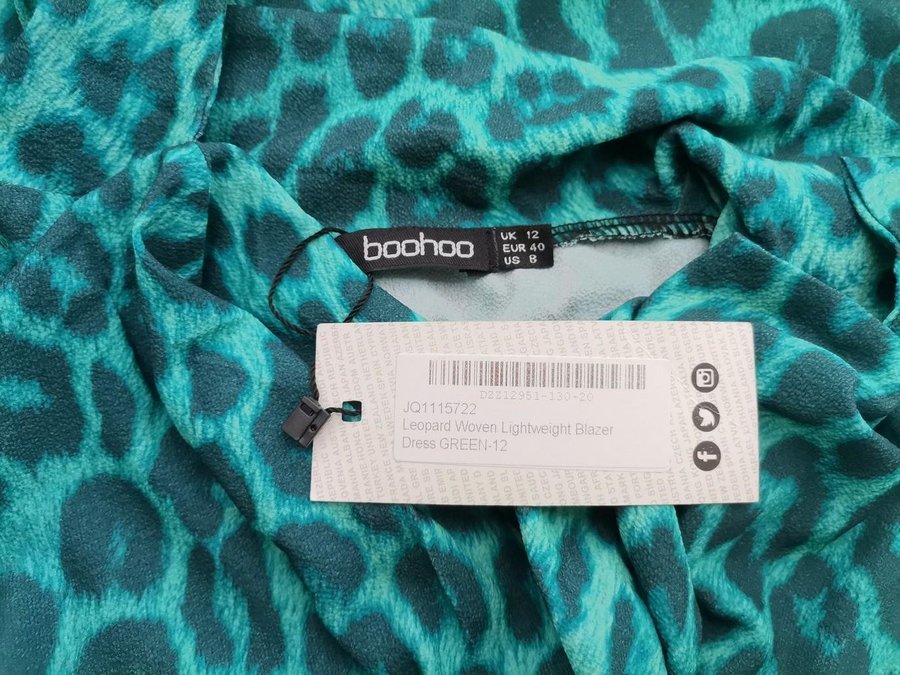 boohoo
UK 12
EUR 40
US 8
DZZ12951-130-20
JQ1115722
Leopard Woven Lightweight Blazer
Dress GREEN-12